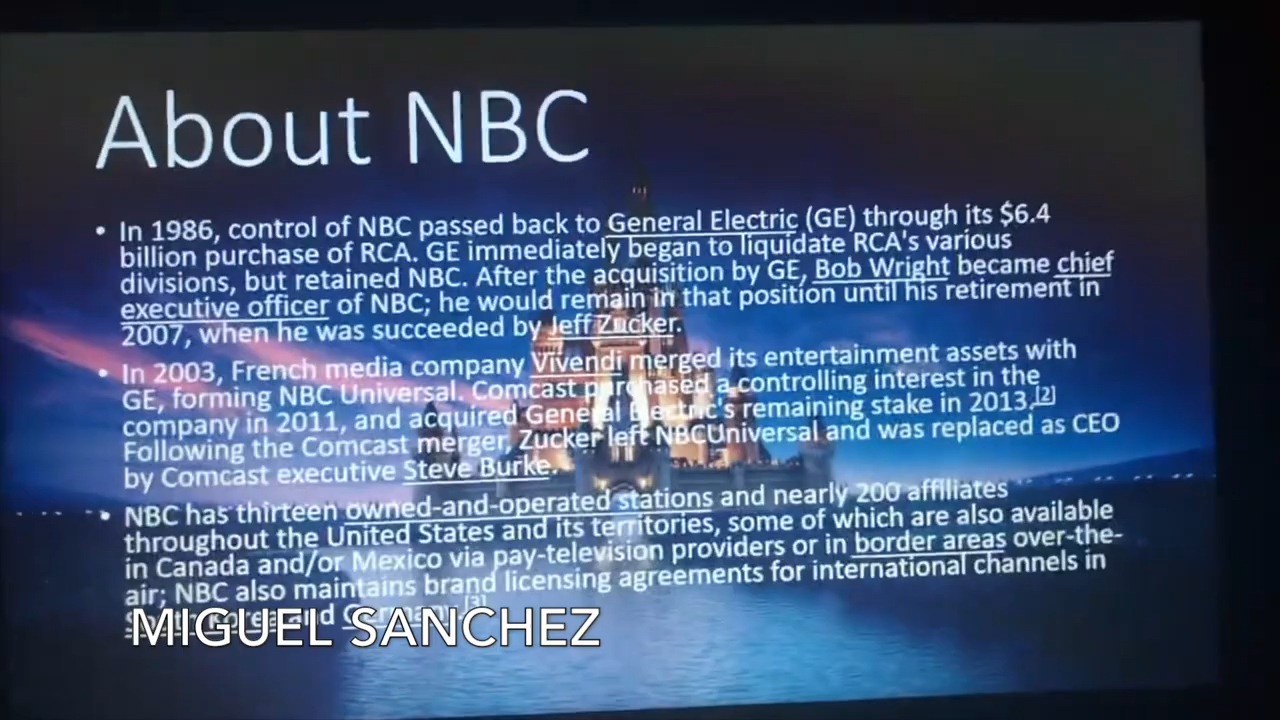 About NBC
• In 1986, control of NBC passed back to General Electric (GE) through its $6.4
billion purchase of RCA. GE immediately began to liquidate RCA's various
divisions, but retained NBC. After the acquisition by GE, Bob Wright became chief
executive officer of NBC; he would remain in that position until his retirement in
2007, when he was succeeded by Jeff Zucker.
• In 2003, French media company Vivendi merged its entertainment assets with
GE, forming NBC Universal. Comcast purchased a controlling interest in the
company in 2011, and acquired General Electric's remaining stake in 2013.[2]
Following the Comcast merger, Zucker left NBCUniversal and was replaced as CEO
by Comcast executive Steve Burke.
• NBC has thirteen owned-and-operated stations and nearly 200 affiliates
throughout the United States and its territories, some of which are also available
in Canada and/or Mexico via pay-television providers or in border areas over-the-
air; NBC also maintains brand licensing agreements for international channels in
South Korea and Germany.[3]
MIGUEL SANCHEZ